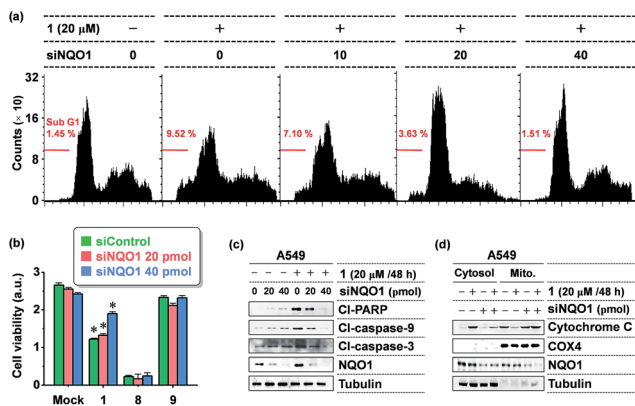 (a)
1 (20 μM) – + + + +
siNQO1 0 0 10 20 40
Counts (× 10)
32
24
16
8
0
Sub G1
1.45 % 9.52 % 7.10 % 3.63 % 1.51 %
(b)
siControl
siNQO1 20 pmol
siNQO1 40 pmol
Cell viability (a.u.)
3
2
1
0
* * *
Mock 1 8 9
(c)
A549
– – – + + + 1 (20 μM /48 h)
0 20 40 0 20 40 siNQO1 (pmol)
Cl-PARP
Cl-caspase-9
Cl-caspase-3
NQO1
Tubulin
(d)
A549
Cytosol Mito.
– + – + – + – + 1 (20 μM /48 h)
– – + + – – + + siNQO1 (pmol)
Cytochrome C
COX4
NQO1
Tubulin